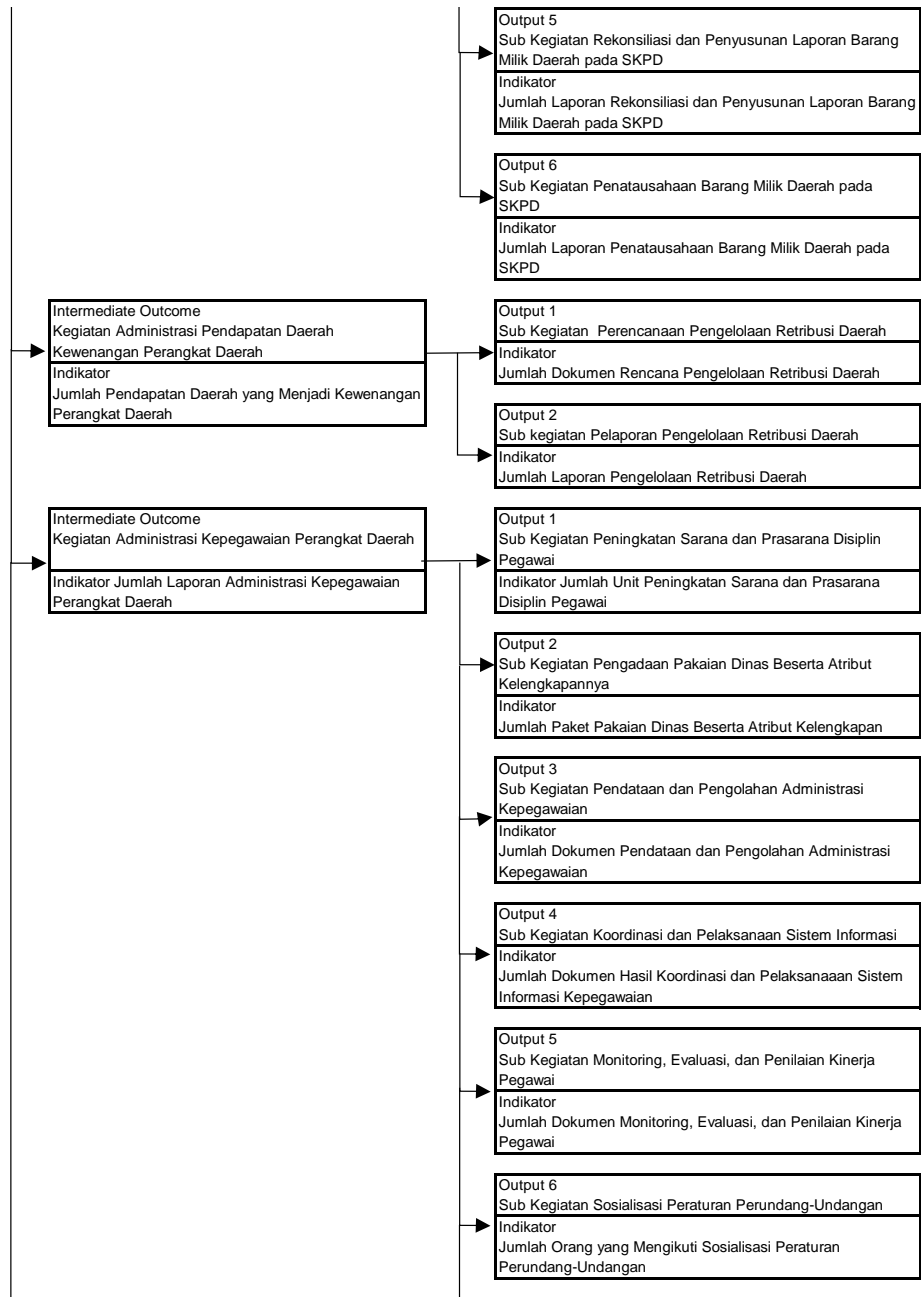 Output 5
Sub Kegiatan Rekonsiliasi dan Penyusunan Laporan Barang
Milik Daerah pada SKPD
Indikator
Jumlah Laporan Rekonsiliasi dan Penyusunan Laporan Barang
Milik Daerah pada SKPD
Output 6
Sub Kegiatan Penatausahaan Barang Milik Daerah pada
SKPD
Indikator
Jumlah Laporan Penatausahaan Barang Milik Daerah pada
SKPD
Intermediate Outcome
Kegiatan Administrasi Pendapatan Daerah
Kewenangan Perangkat Daerah
Indikator
Jumlah Pendapatan Daerah yang Menjadi Kewenangan
Perangkat Daerah
Output 1
Sub Kegiatan Perencanaan Pengelolaan Retribusi Daerah
Indikator
Jumlah Dokumen Rencana Pengelolaan Retribusi Daerah
Output 2
Sub kegiatan Pelaporan Pengelolaan Retribusi Daerah
Indikator
Jumlah Laporan Pengelolaan Retribusi Daerah
Intermediate Outcome
Kegiatan Administrasi Kepegawaian Perangkat Daerah
Indikator Jumlah Laporan Administrasi Kepegawaian
Perangkat Daerah
Output 1
Sub Kegiatan Peningkatan Sarana dan Prasarana Disiplin
Pegawai
Indikator Jumlah Unit Peningkatan Sarana dan Prasarana
Disiplin Pegawai
Output 2
Sub Kegiatan Pengadaan Pakaian Dinas Beserta Atribut
Kelengkapannya
Indikator
Jumlah Paket Pakaian Dinas Beserta Atribut Kelengkapan
Output 3
Sub Kegiatan Pendataan dan Pengolahan Administrasi
Kepegawaian
Indikator
Jumlah Dokumen Pendataan dan Pengolahan Administrasi
Kepegawaian
Output 4
Sub Kegiatan Koordinasi dan Pelaksanaan Sistem Informasi
Indikator
Jumlah Dokumen Hasil Koordinasi dan Pelaksanaaan Sistem
Informasi Kepegawaian
Output 5
Sub Kegiatan Monitoring, Evaluasi, dan Penilaian Kinerja
Pegawai
Indikator
Jumlah Dokumen Monitoring, Evaluasi, dan Penilaian Kinerja
Pegawai
Output 6
Sub Kegiatan Sosialisasi Peraturan Perundang-Undangan
Indikator
Jumlah Orang yang Mengikuti Sosialisasi Peraturan
Perundang-Undangan